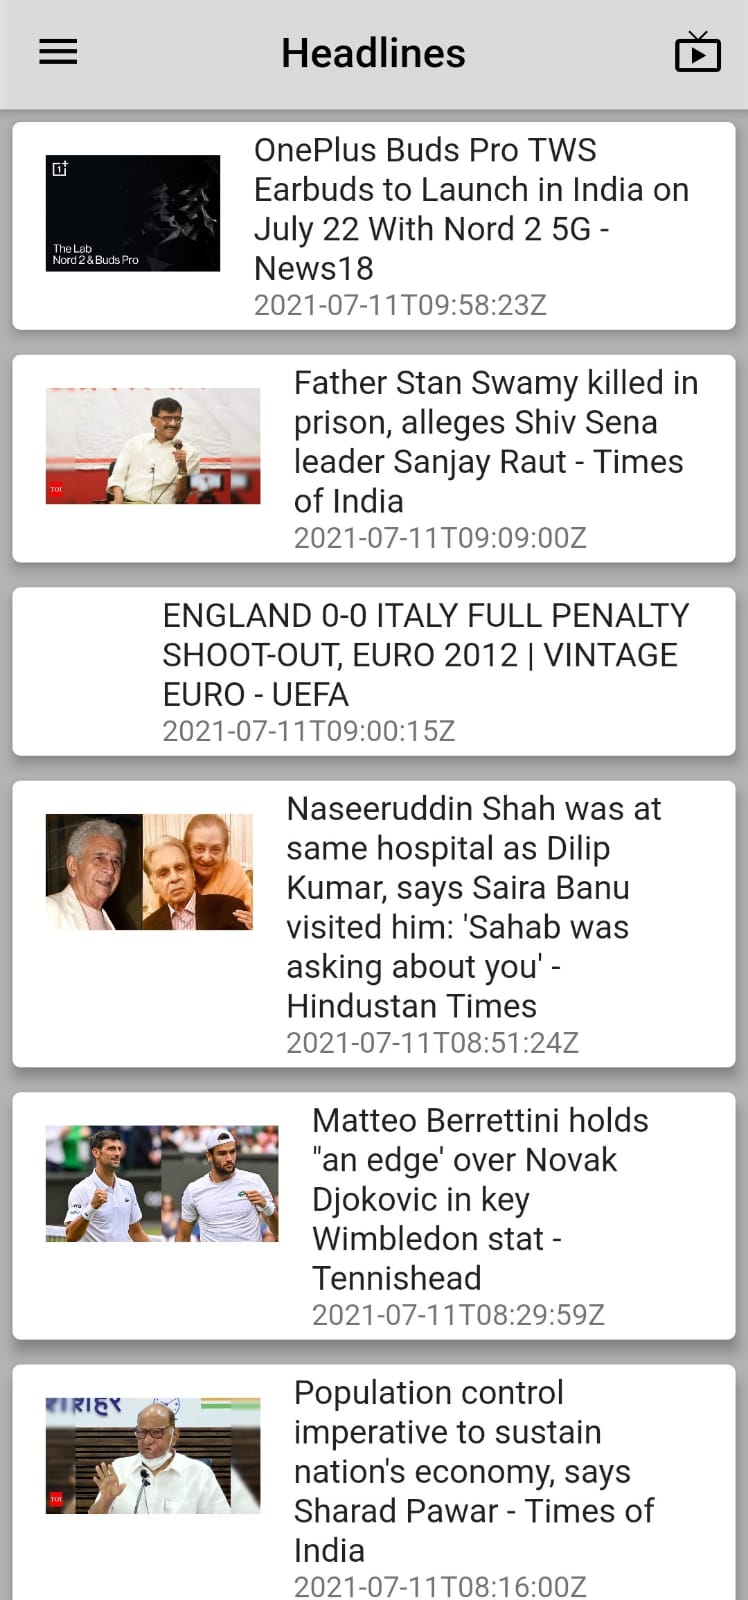 Headlines
OnePlus Buds Pro TWS
Earbuds to Launch in India on
July 22 With Nord 2 5G -
News18
2021-07-11T09:58:23Z
The Lab
Nord 2 & Buds Pro
Father Stan Swamy killed in
prison, alleges Shiv Sena
leader Sanjay Raut - Times
of India
2021-07-11T09:09:00Z
TOI
ENGLAND 0-0 ITALY FULL PENALTY
SHOOT-OUT, EURO 2012 | VINTAGE
EURO - UEFA
2021-07-11T09:00:15Z
Naseeruddin Shah was at
same hospital as Dilip
Kumar, says Saira Banu
visited him: 'Sahab was
asking about you' -
Hindustan Times
2021-07-11T08:51:24Z
Matteo Berrettini holds
"an edge' over Novak
Djokovic in key
Wimbledon stat -
Tennishead
2021-07-11T08:29:59Z
Population control
imperative to sustain
nation's economy, says
Sharad Pawar - Times of
India
2021-07-11T08:16:00Z
TOI